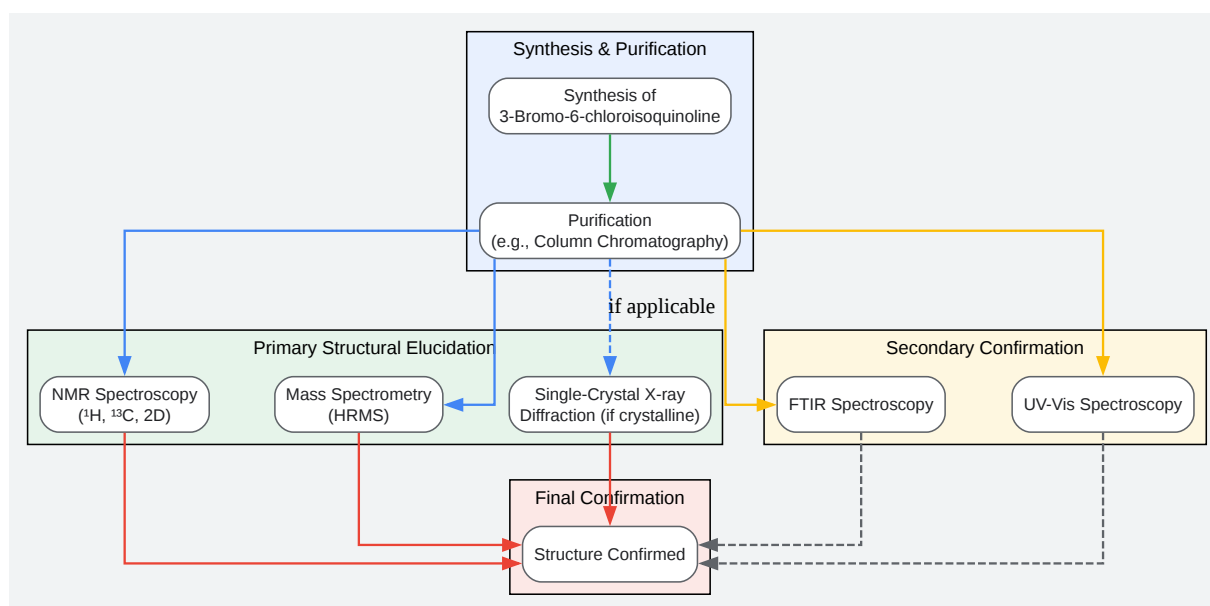 Synthesis & Purification
Synthesis of
3-Bromo-6-chloroisoquinoline
Purification
(e.g., Column Chromatography)
if applicable
Primary Structural Elucidation
NMR Spectroscopy
(¹H, ¹³C, 2D)
Mass Spectrometry
(HRMS)
Single-Crystal X-ray
Diffraction (if crystalline)
Secondary Confirmation
FTIR Spectroscopy
UV-Vis Spectroscopy
Final Confirmation
Structure Confirmed